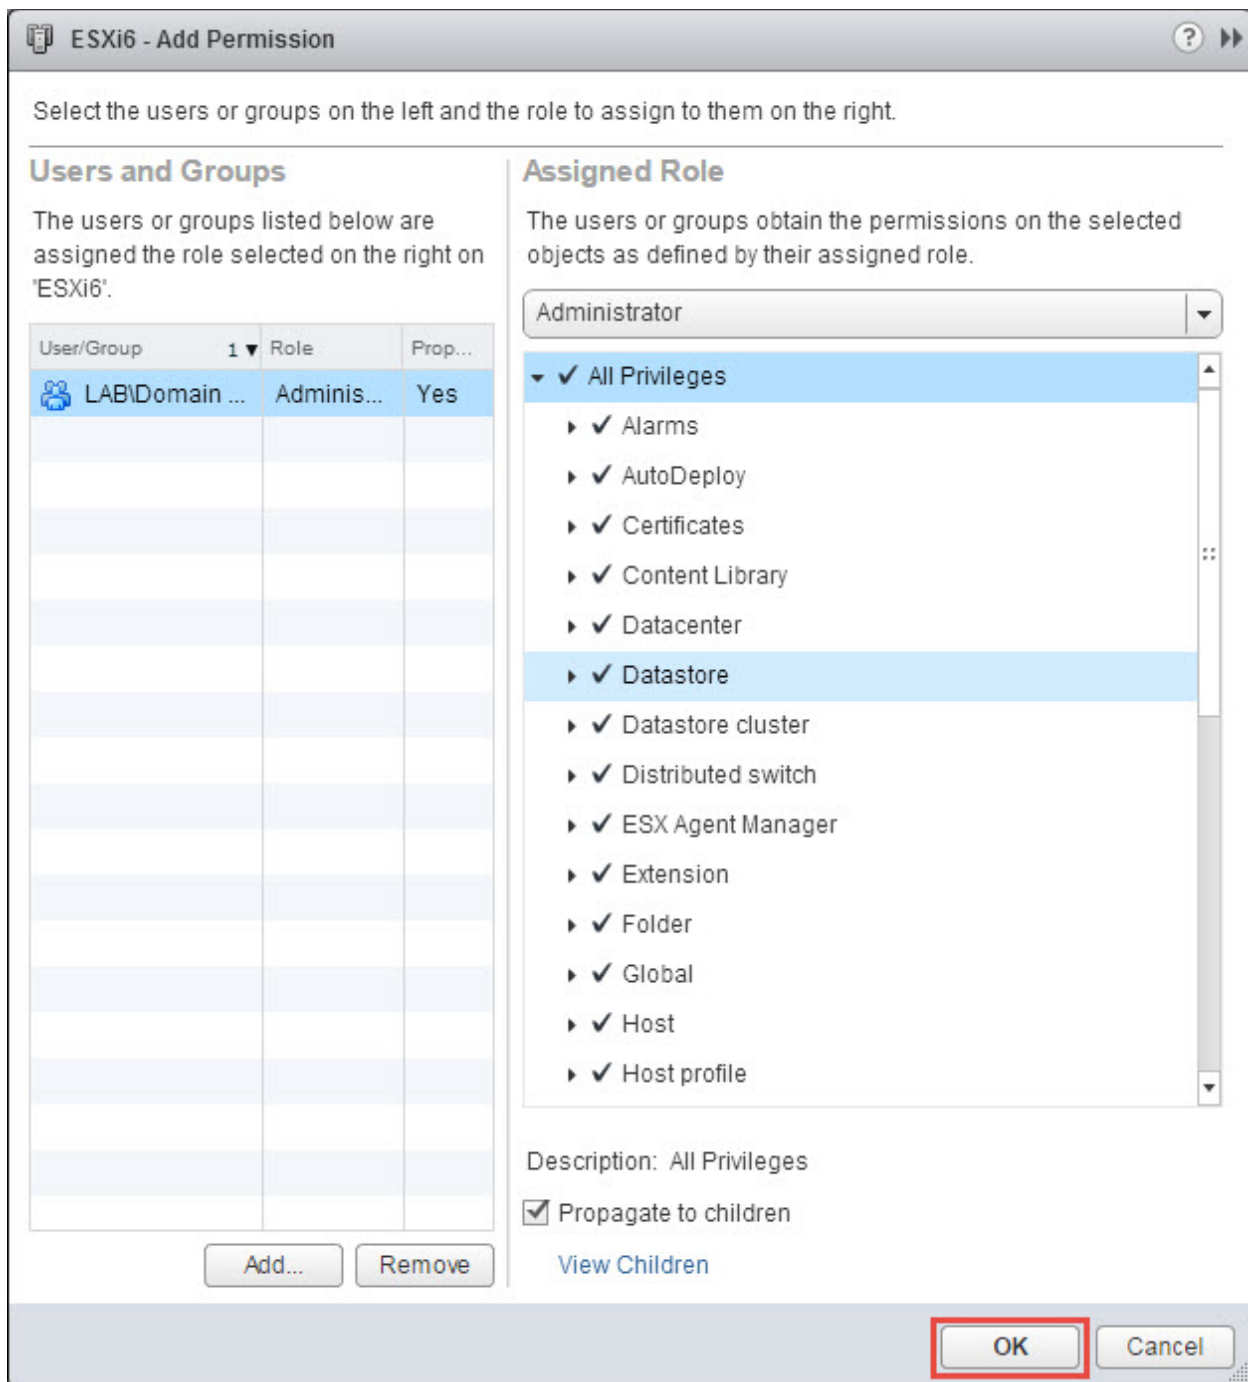 ESXi6 - Add Permission
?
Select the users or groups on the left and the role to assign to them on the right.
Users and Groups
The users or groups listed below are
assigned the role selected on the right on
'ESXi6'.
User/Group 1 Role Prop...
LAB\Domain ... Adminis... Yes
Add... Remove
Assigned Role
The users or groups obtain the permissions on the selected
objects as defined by their assigned role.
Administrator
All Privileges
Alarms
AutoDeploy
Certificates
Content Library
Datacenter
Datastore
Datastore cluster
Distributed switch
ESX Agent Manager
Extension
Folder
Global
Host
Host profile
Description: All Privileges
Propagate to children
View Children
OK Cancel